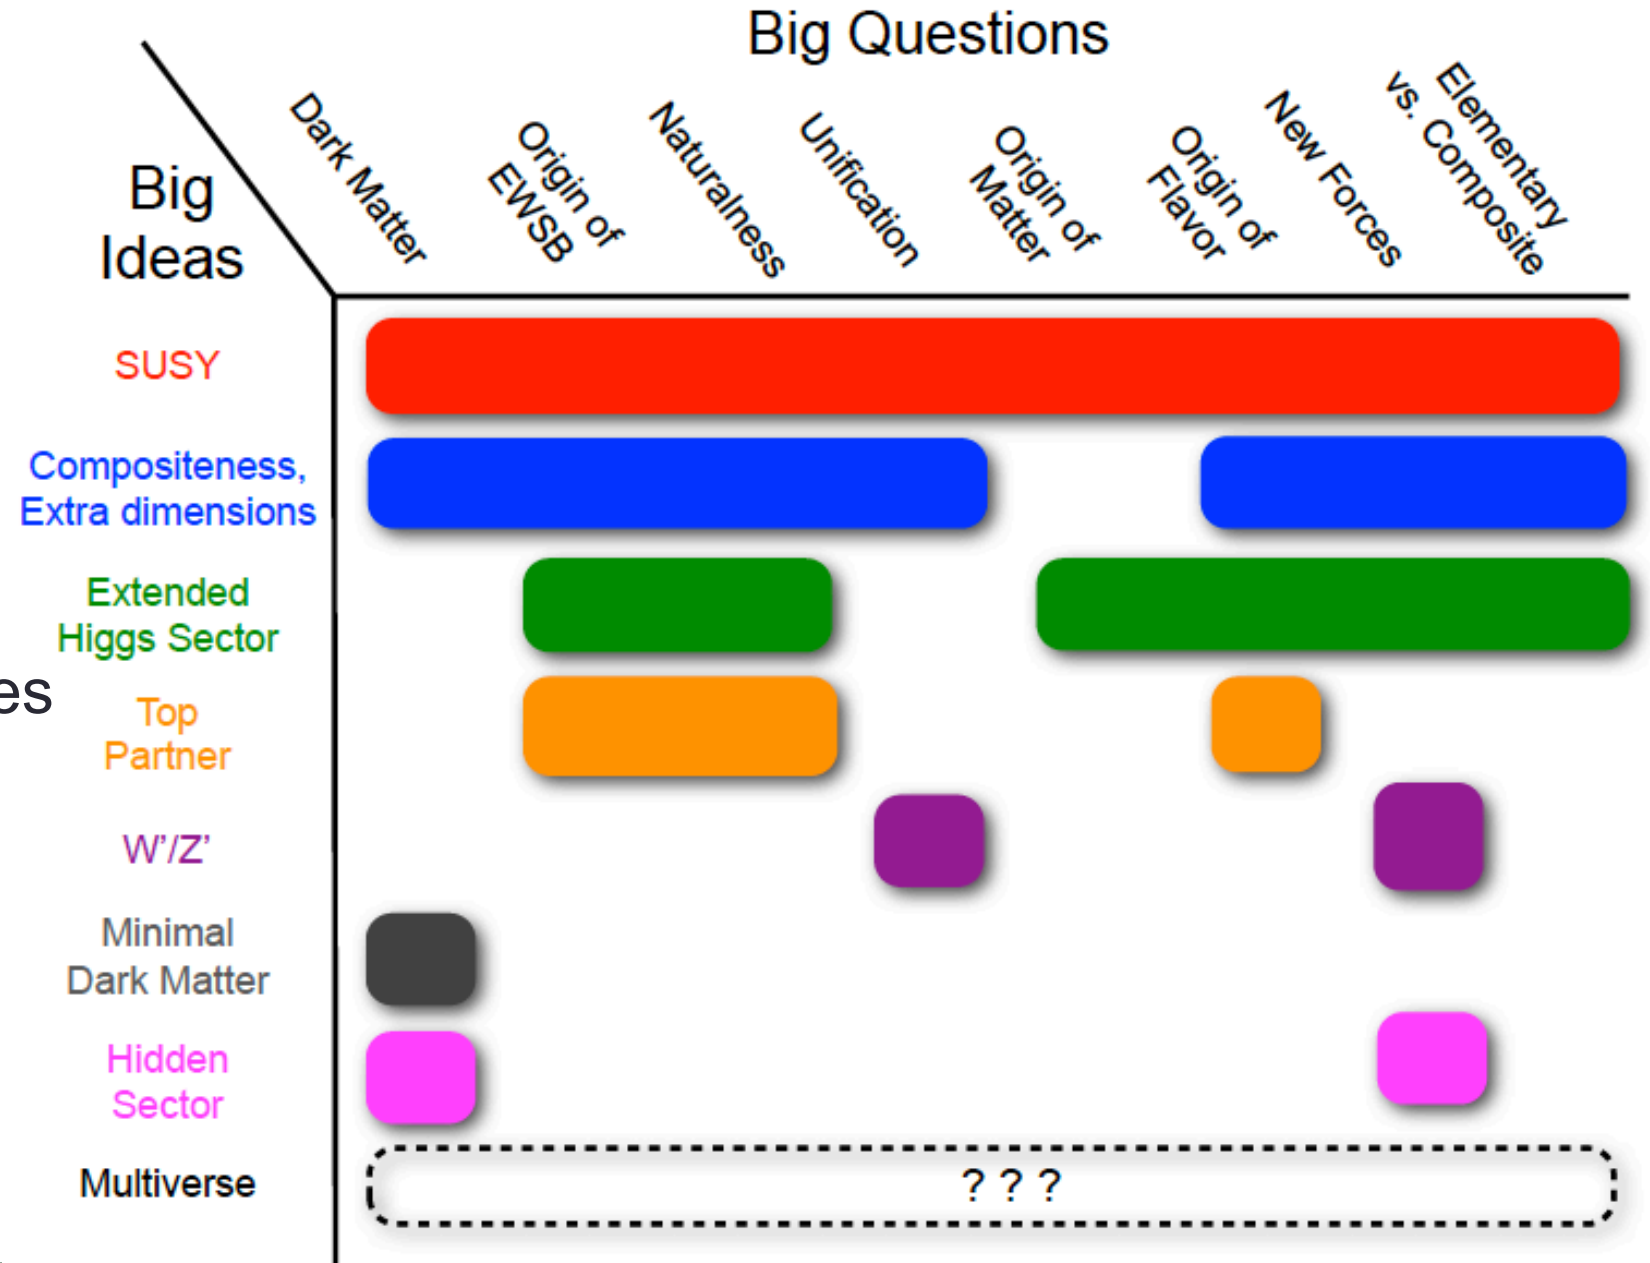 Big Questions
Big
Ideas
Dark Matter
Origin of
EWSB
Naturalness
Unification
Origin of
Matter
Origin of
Flavor
New Forces
Elementary
vs. Composite
SUSY
Compositeness,
Extra dimensions
Extended
Higgs Sector
es
Top
Partner
W'/Z'
Minimal
Dark Matter
Hidden
Sector
Multiverse
? ? ?